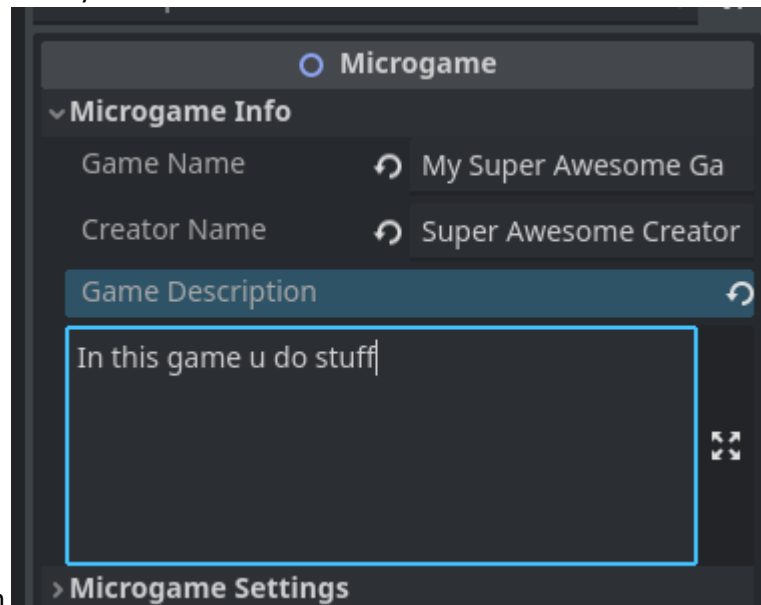 Microgame
Microgame Info
Game Name My Super Awesome Ga
Creator Name Super Awesome Creator
Game Description
In this game u do stuff
Microgame Settings